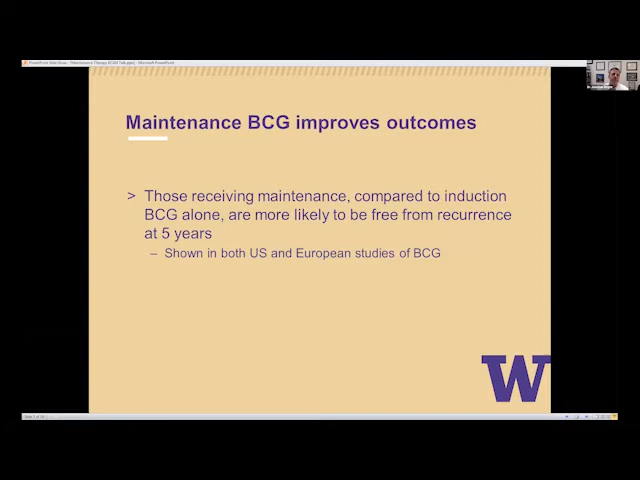 Maintenance BCG improves outcomes
> Those receiving maintenance, compared to induction
BCG alone, are more likely to be free from recurrence
at 5 years
– Shown in both US and European studies of BCG
W